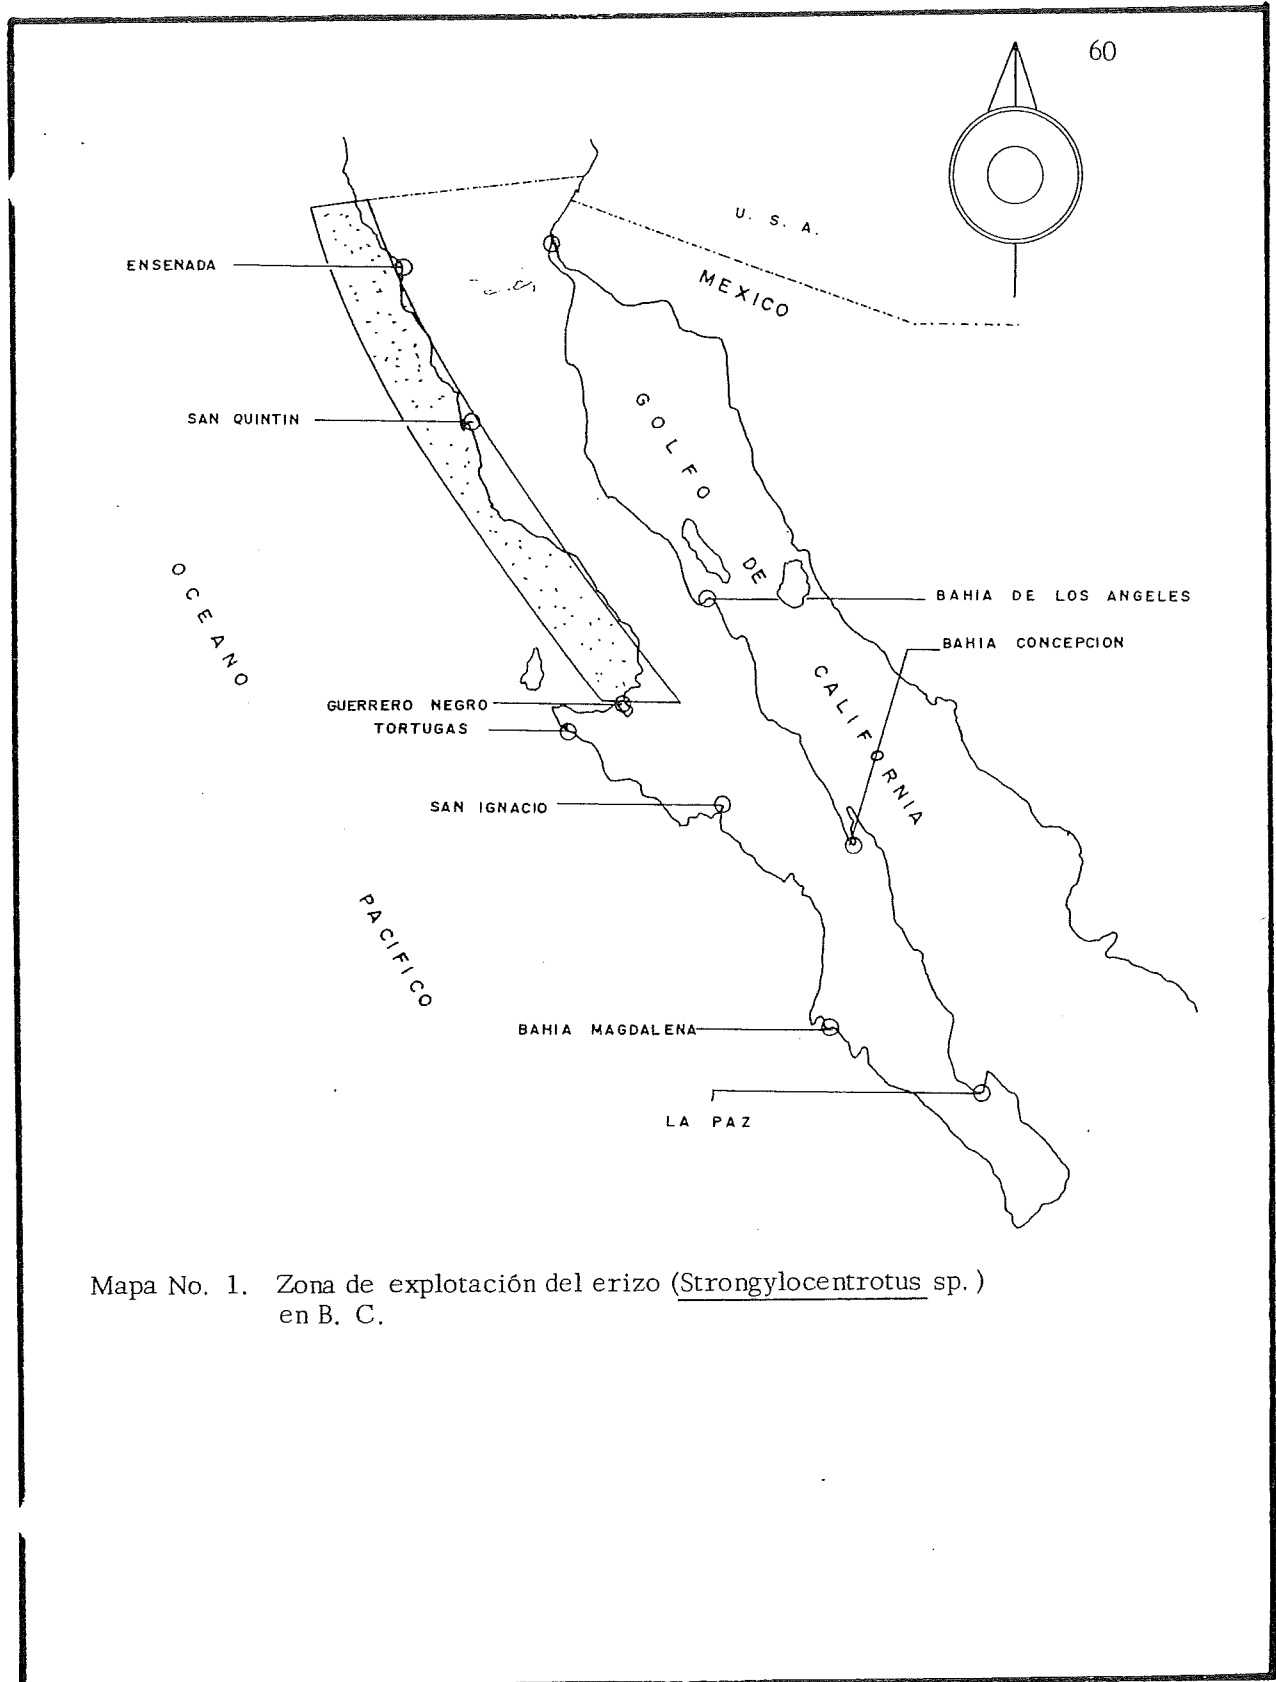 60
U. S. A.
MEXICO
ENSENADA
SAN QUINTIN
GOLFO DE CALIFORNIA
OCEANO PACIFICO
BAHIA DE LOS ANGELES
BAHIA CONCEPCION
GUERRERO NEGRO
TORTUGAS
SAN IGNACIO
BAHIA MAGDALENA
LA PAZ
Mapa No. 1. Zona de explotación del erizo (Strongylocentrotus sp.)
en B. C.